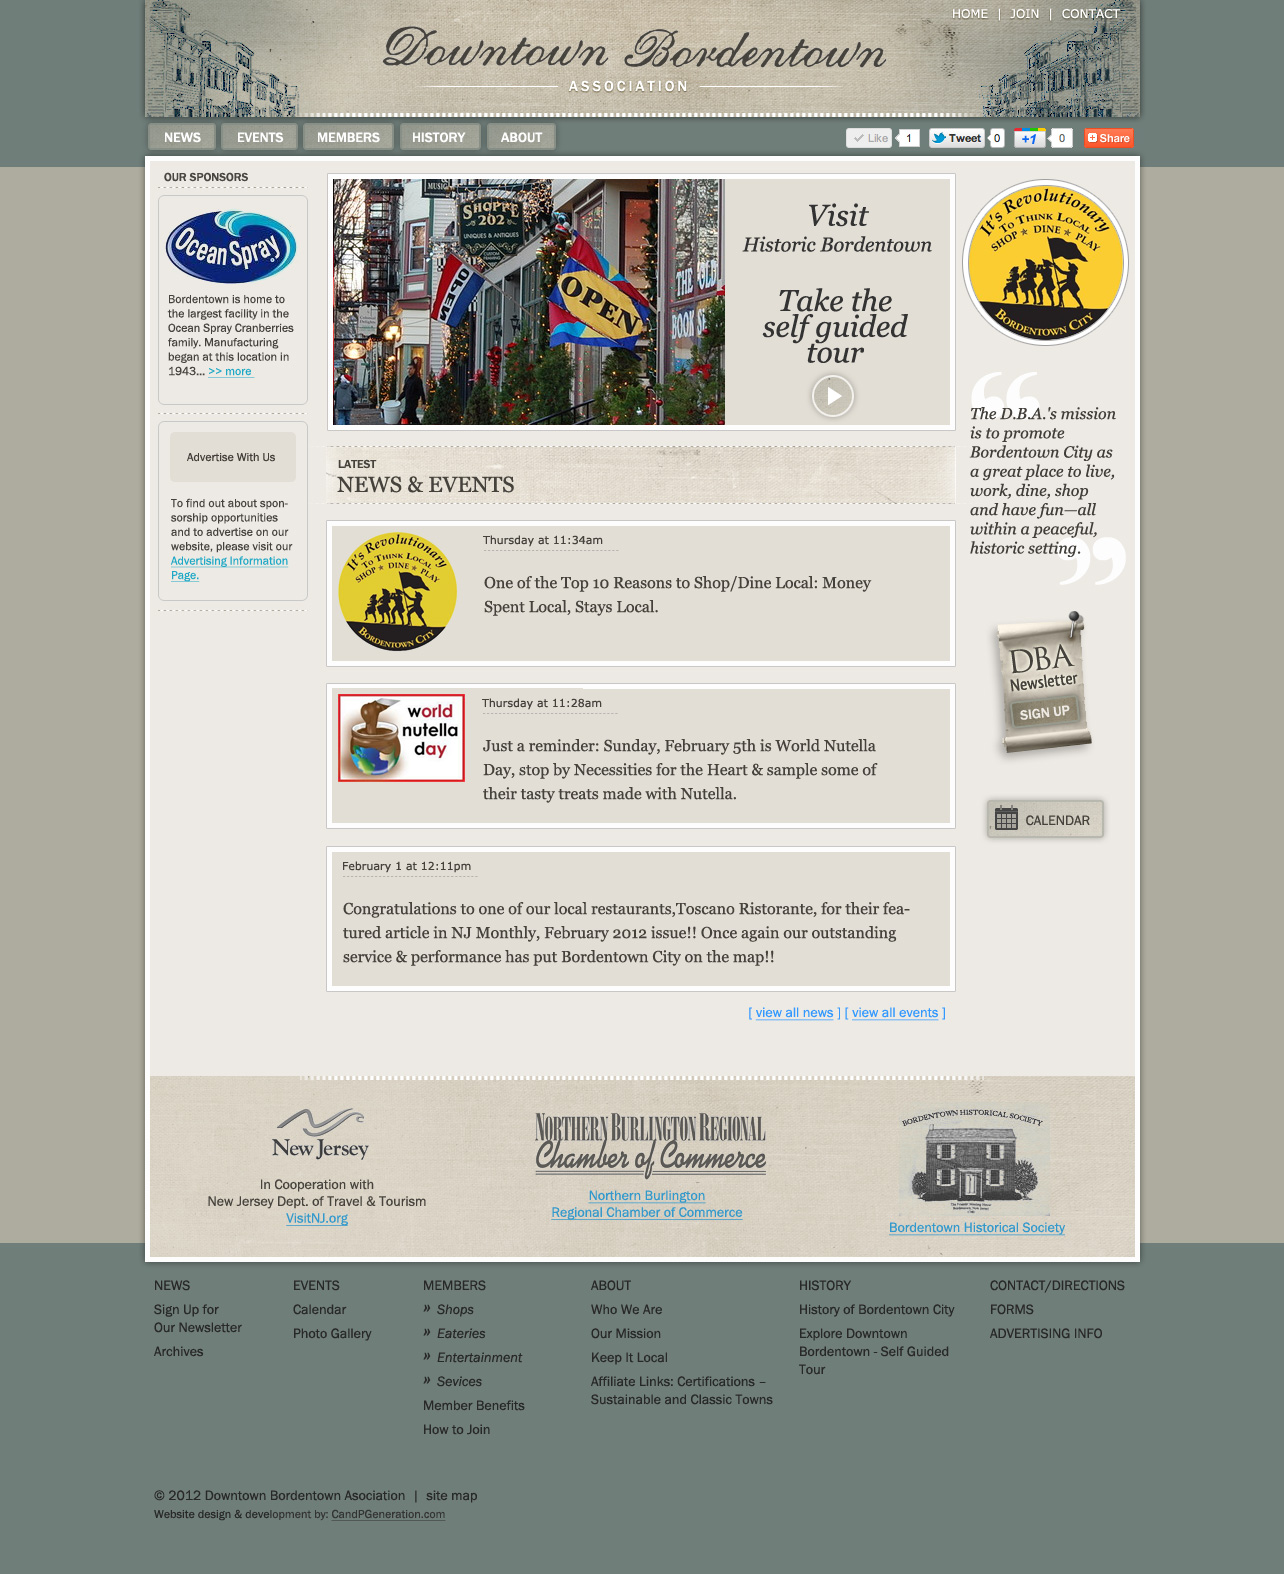 HOME | JOIN | CONTACT
Downtown Bordentown
ASSOCIATION
NEWS
EVENTS
MEMBERS
HISTORY
ABOUT
Like
1
Tweet
0
+1
0
Share
OUR SPONSORS
Ocean Spray
Bordentown is home to
the largest facility in the
Ocean Spray Cranberries
family. Manufacturing
began at this location in
1943... >> more
Advertise With Us
To find out about spon-
sorship opportunities
and to advertise on our
website, please visit our
Advertising Information
Page.
MUSIC
SHOPPE
202
UNIQUES & ANTIQUES
OPEN
OPEN
THE OLD
BOOK
Visit
Historic Bordentown
Take the
self guided
tour
LATEST
NEWS & EVENTS
It's Revolutionary
To Think Local
SHOP * DINE * PLAY
BORDENTOWN CITY
Thursday at 11:34am
One of the Top 10 Reasons to Shop/Dine Local: Money
Spent Local, Stays Local.
world
nutella
day
Thursday at 11:28am
Just a reminder: Sunday, February 5th is World Nutella
Day, stop by Necessities for the Heart & sample some of
their tasty treats made with Nutella.
February 1 at 12:11pm
Congratulations to one of our local restaurants,Toscano Ristorante, for their fea-
tured article in NJ Monthly, February 2012 issue!! Once again our outstanding
service & performance has put Bordentown City on the map!!
[ view all news ] [ view all events ]
It's Revolutionary
To Think Local
SHOP * DINE * PLAY
BORDENTOWN CITY
“The D.B.A.'s mission
is to promote
Bordentown City as
a great place to live,
work, dine, shop
and have fun—all
within a peaceful,
historic setting.”
DBA
Newsletter
SIGN UP
CALENDAR
New Jersey
In Cooperation with
New Jersey Dept. of Travel & Tourism
VisitNJ.org
NORTHERN BURLINGTON REGIONAL
Chamber of Commerce
Northern Burlington
Regional Chamber of Commerce
BORDENTOWN HISTORICAL SOCIETY
Bordentown Historical Society
NEWS
Sign Up for
Our Newsletter
Archives
EVENTS
Calendar
Photo Gallery
MEMBERS
» Shops
» Eateries
» Entertainment
» Sevices
Member Benefits
How to Join
ABOUT
Who We Are
Our Mission
Keep It Local
Affiliate Links: Certifications –
Sustainable and Classic Towns
HISTORY
History of Bordentown City
Explore Downtown
Bordentown - Self Guided
Tour
CONTACT/DIRECTIONS
FORMS
ADVERTISING INFO
© 2012 Downtown Bordentown Asociation | site map
Website design & development by: CandPGeneration.com